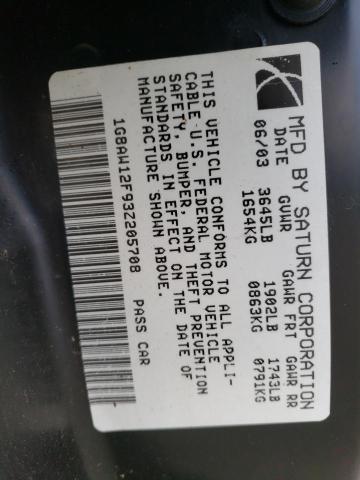 MFD BY SATURN CORPORATION
DATE GVWR GAWR FRT GAWR RR
06/03 3645LB 1902LB 1743LB
1654KG 0863KG 0791KG
THIS VEHICLE CONFORMS TO ALL APPLI-
CABLE U.S. FEDERAL MOTOR VEHICLE
SAFETY, BUMPER, AND THEFT PREVENTION
STANDARDS IN EFFECT ON THE DATE OF
MANUFACTURE SHOWN ABOVE.
1G8AW12F93Z205708 PASS CAR